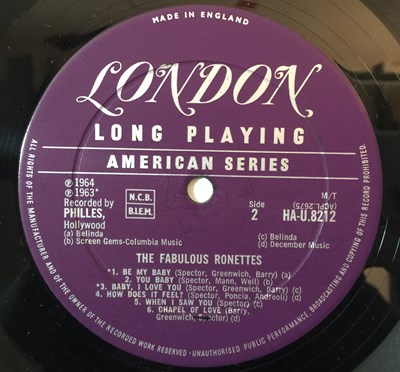 MADE IN ENGLAND
LONDON
LONG PLAYING
AMERICAN SERIES
℗ 1964
℗ 1963*
Recorded by
PHILLES,
Hollywood
N.C.B.
B.I.E.M.
Side
2
M/T
(ACPL.2675)
HA-U.8212
(a) Belinda
(b) Screen Gems-Columbia Music
(c) Belinda
(d) December Music
THE FABULOUS RONETTES
*1. BE MY BABY (Spector, Greenwich, Barry) (a)
2. YOU BABY (Spector, Mann, Weil) (b)
*3. BABY, I LOVE YOU (Spector, Greenwich, Barry) (c)
4. HOW DOES IT FEEL? (Spector, Poncia, Andreoli) (d)
5. WHEN I SAW YOU (Spector) (c)
6. CHAPEL OF LOVE (Barry,
Greenwich, Spector) (d)
ALL RIGHTS OF THE MANUFACTURER AND OF THE OWNER OF THE RECORDED WORK RESERVED · UNAUTHORISED PUBLIC PERFORMANCE, BROADCASTING AND COPYING OF THIS RECORD PROHIBITED.